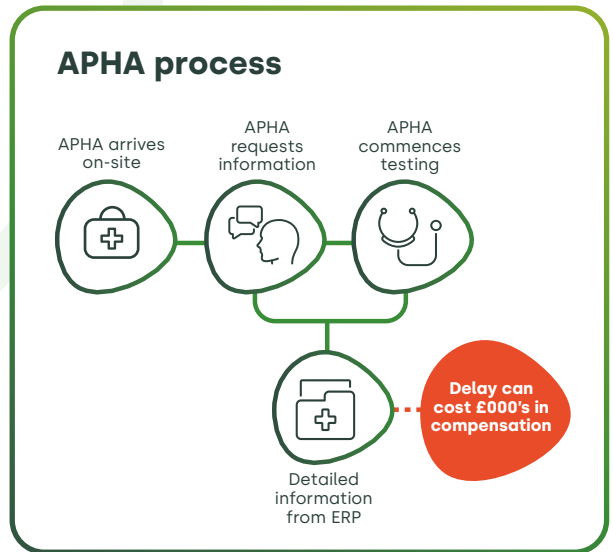 APHA process
APHA arrives
on-site
APHA
requests
information
APHA
commences
testing
Delay can
cost £000's in
compensation
Detailed
information
from ERP